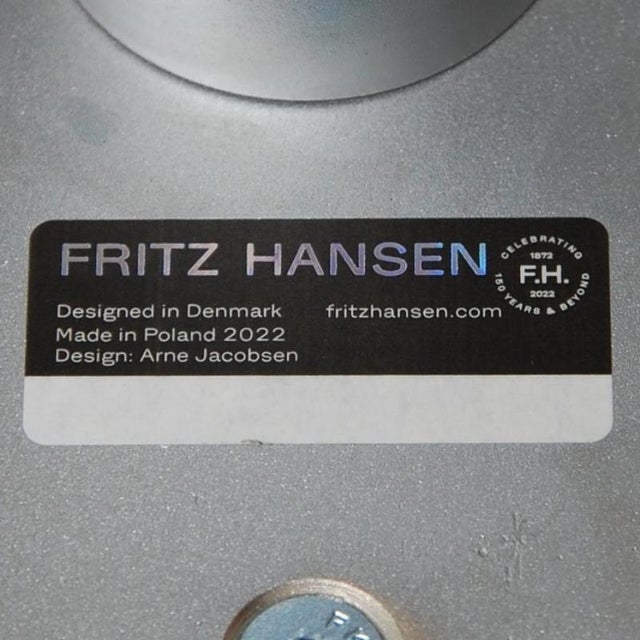 FRITZ HANSEN
Designed in Denmark
Made in Poland 2022
Design: Arne Jacobsen
fritzhansen.com
CELEBRATING
1872
F.H.
2022
150 YEARS & BEYOND